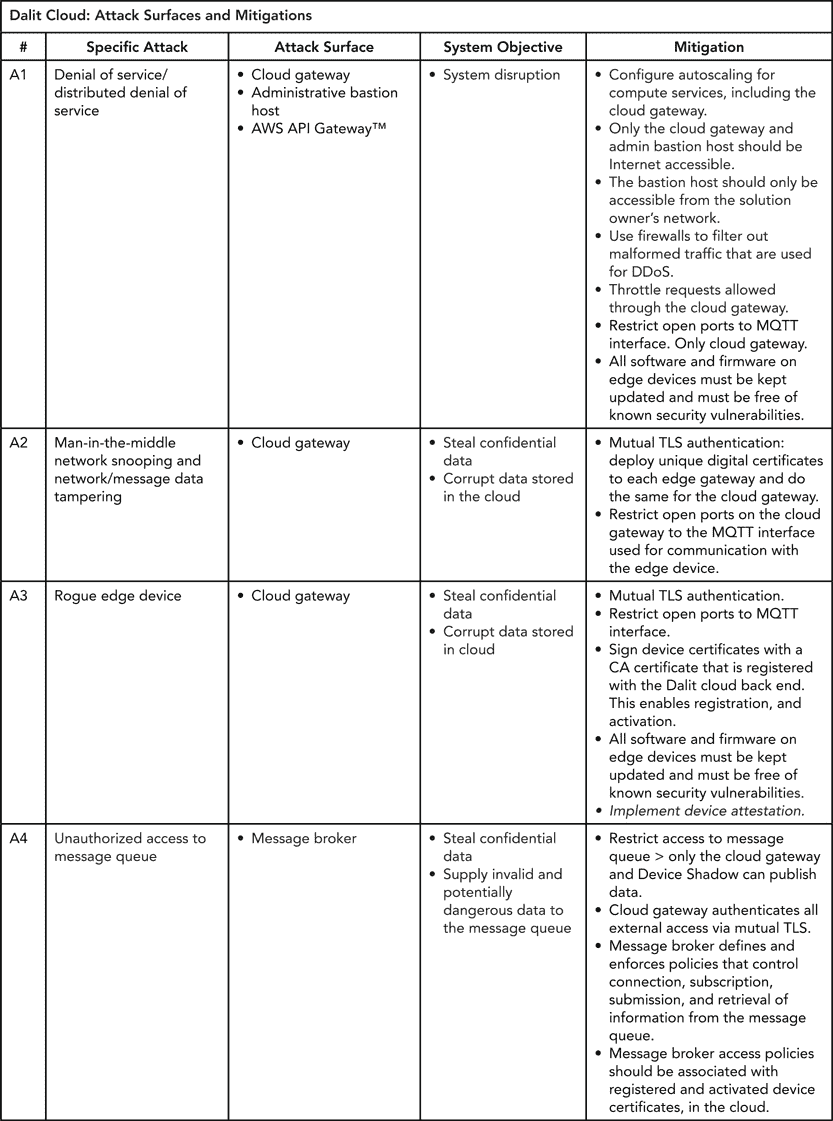 Dalit Cloud: Attack Surfaces and Mitigations
# Specific Attack Attack Surface System Objective Mitigation
A1
Denial of service/
distributed denial of
service
• Cloud gateway
• Administrative bastion
host
• AWS API Gateway™
• System disruption
• Configure autoscaling for
compute services, including the
cloud gateway.
• Only the cloud gateway and
admin bastion host should be
Internet accessible.
• The bastion host should only be
accessible from the solution
owner’s network.
• Use firewalls to filter out
malformed traffic that are used
for DDoS.
• Throttle requests allowed
through the cloud gateway.
• Restrict open ports to MQTT
interface. Only cloud gateway.
• All software and firmware on
edge devices must be kept
updated and must be free of
known security vulnerabilities.
A2
Man-in-the-middle
network snooping and
network/message data
tampering
• Cloud gateway
• Steal confidential
data
• Corrupt data stored
in the cloud
• Mutual TLS authentication:
deploy unique digital certificates
to each edge gateway and do
the same for the cloud gateway.
• Restrict open ports on the cloud
gateway to the MQTT interface
used for communication with
the edge device.
A3
Rogue edge device
• Cloud gateway
• Steal confidential
data
• Corrupt data stored
in cloud
• Mutual TLS authentication.
• Restrict open ports to MQTT
interface.
• Sign device certificates with a
CA certificate that is registered
with the Dalit cloud back end.
This enables registration, and
activation.
• All software and firmware on
edge devices must be kept
updated and must be free of
known security vulnerabilities.
• Implement device attestation.
A4
Unauthorized access to
message queue
• Message broker
• Steal confidential
data
• Supply invalid and
potentially
dangerous data to
the message queue
• Restrict access to message
queue > only the cloud gateway
and Device Shadow can publish
data.
• Cloud gateway authenticates all
external access via mutual TLS.
• Message broker defines and
enforces policies that control
connection, subscription,
submission, and retrieval of
information from the message
queue.
• Message broker access policies
should be associated with
registered and activated device
certificates, in the cloud.